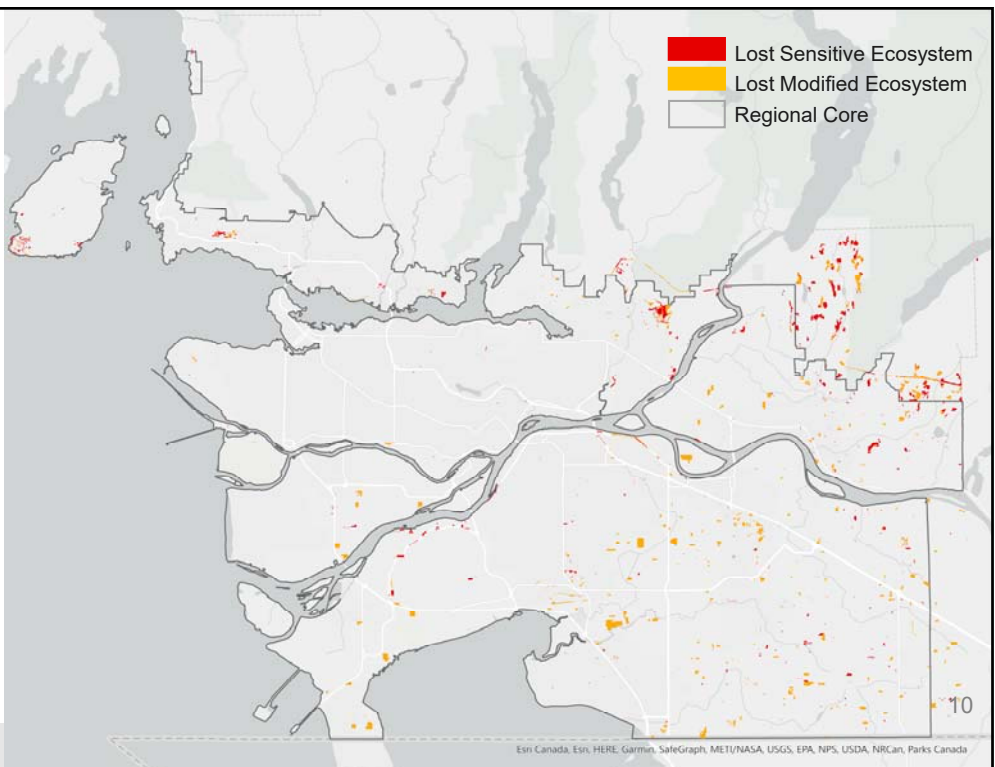 Lost Sensitive Ecosystem
Lost Modified Ecosystem
Regional Core
10
Esri Canada, Esri, HERE, Garmin, SafeGraph, METI/NASA, USGS, EPA, NPS, USDA, NRCan, Parks Canada